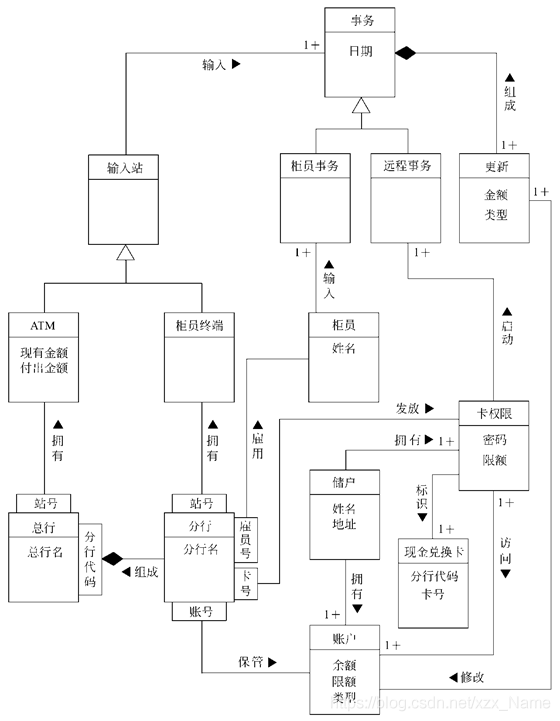 事务
日期
1+
输入 ▶
▲
组
成
1+
输入站
柜员事务
远程事务
更新
金额
类型
1+
1+
1+
▲
输
入
ATM
现有金额
付出金额
柜员终端
柜员
姓名
▲
启
动
▲
拥
有
▲
拥
有
▲
雇
用
发放 ▶
卡权限
密码
限额
拥有 ▶
1+
储户
姓名
地址
标
识
▼
1+
1+
访
问
▼
站号
总行
总行名
分
行
代
码
◀ 组成
站号
分行
分行名
雇
员
号
卡
号
账号
现金兑换卡
分行代码
卡号
拥
有
▼
1+
保管 ▶
账户
余额
限额
类型
1+
1+
◀ 修改
https://blog.csdn.net/xzx_Name